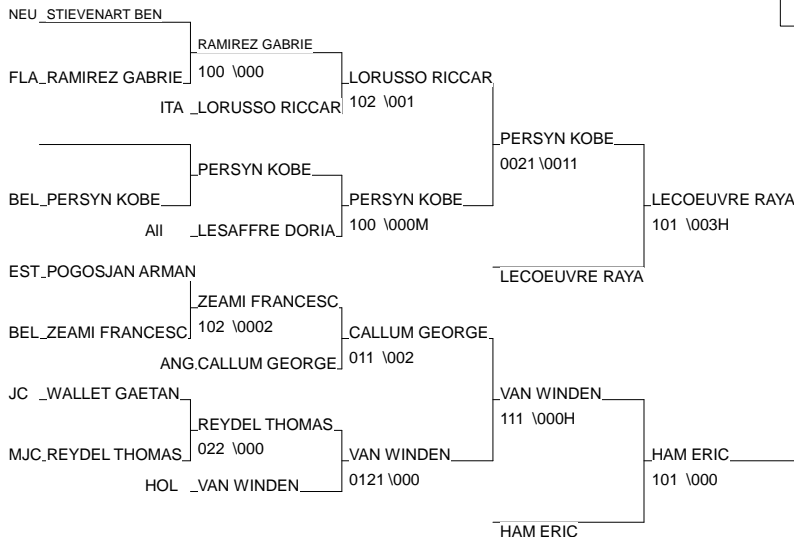 NEU STIEVENART BEN
RAMIREZ GABRIE
FLA RAMIREZ GABRIE
100 \000
LORUSSO RICCAR
ITA LORUSSO RICCAR
102 \001
PERSYN KOBE
0021 \0011
PERSYN KOBE
BEL PERSYN KOBE
PERSYN KOBE
LECOEUVRE RAYA
All LESAFFRE DORIA
100 \000M
101 \003H
EST POGOSJAN ARMAN
LECOEUVRE RAYA
ZEAMI FRANCESC
BEL ZEAMI FRANCESC
102 \0002
CALLUM GEORGE
ANG CALLUM GEORGE
011 \002
JC WALLET GAETAN
VAN WINDEN
111 \000H
REYDEL THOMAS
MJC REYDEL THOMAS
022 \000
VAN WINDEN
HAM ERIC
HOL VAN WINDEN
0121 \000
101 \000
HAM ERIC